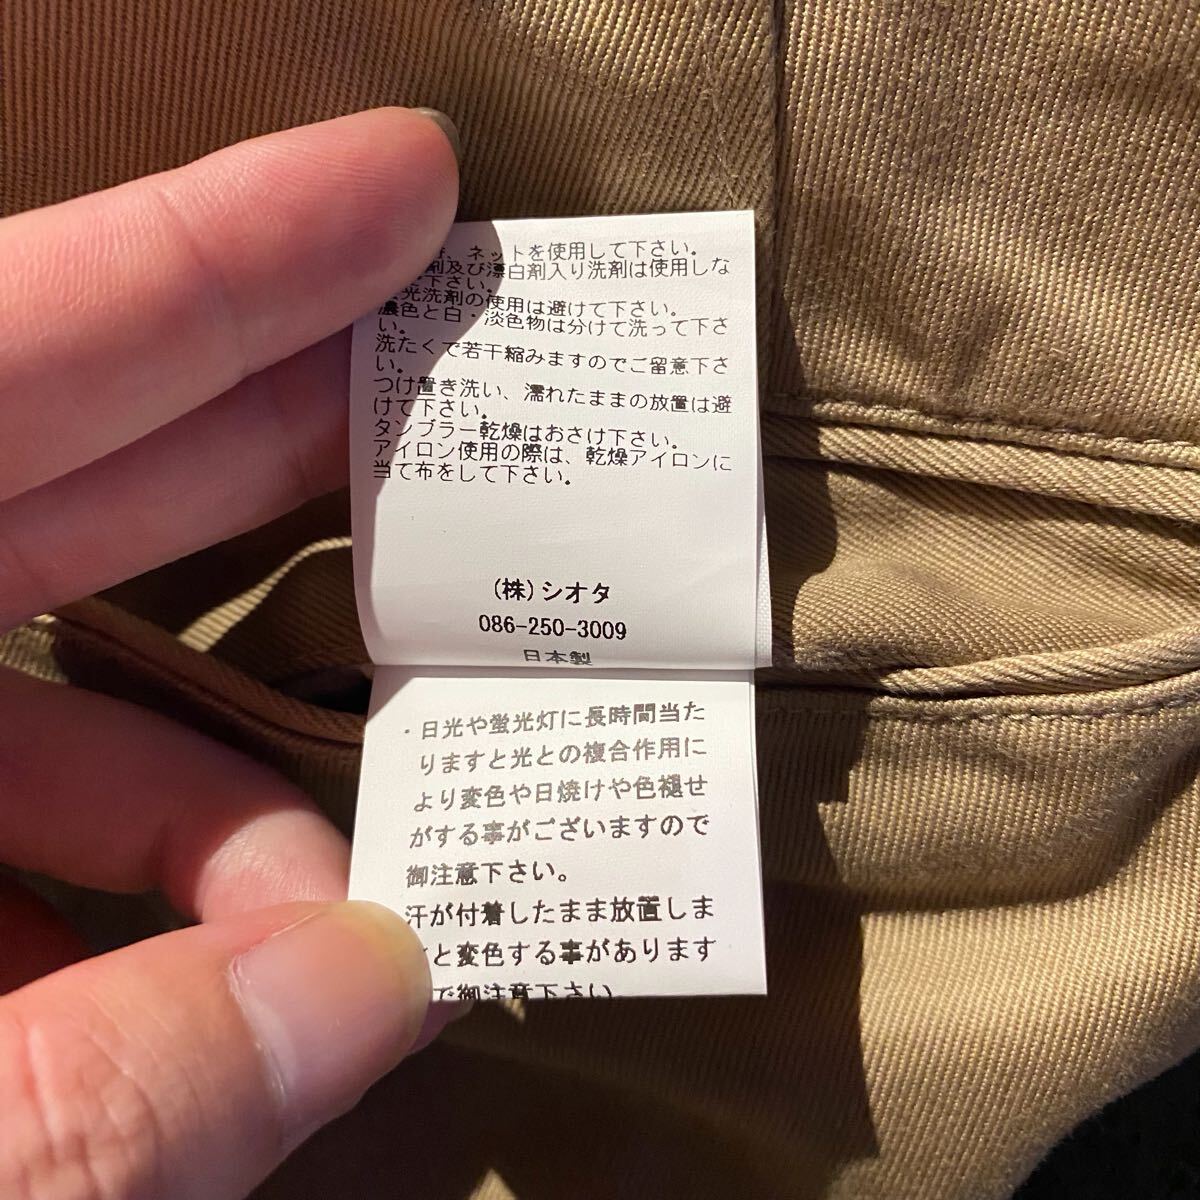 、ネットを使用して下さい。
剤及び漂白剤入り洗剤は使用しな
下さい。
光洗剤の使用は避けて下さい。
濃色と白・淡色物は分けて洗って下さ
い。
洗たくで若干縮みますのでご留意下さ
い。
つけ置き洗い、濡れたままの放置は避
けて下さい。
タンブラー乾燥はおさけ下さい。
アイロン使用の際は、乾燥アイロンに
当て布をして下さい。
(株)シオタ
086-250-3009
日本製
・日光や蛍光灯に長時間当た
りますと光との複合作用に
より変色や日焼けや色褪せ
がする事がございますので
御注意下さい。
汗が付着したまま放置しま
と変色する事があります
で御注意下さい。